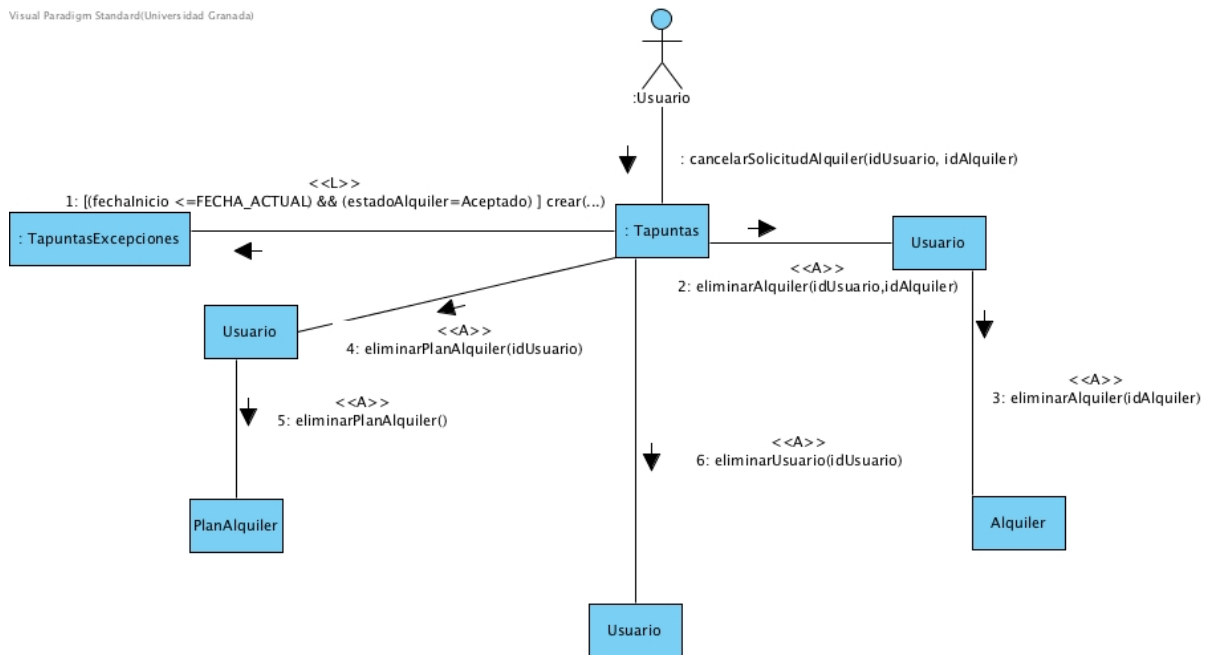 Visual Paradigm Standard(Universidad Granada)
:Usuario
: cancelarSolicitudAlquiler(idUsuario, idAlquiler)
<<L>>
1: [(fechaInicio <=FECHA_ACTUAL) && (estadoAlquiler=Aceptado) ] crear(...)
: TapuntasExcepciones
: Tapuntas
Usuario
<<A>>
2: eliminarAlquiler(idUsuario,idAlquiler)
Usuario
<<A>>
4: eliminarPlanAlquiler(idUsuario)
<<A>>
3: eliminarAlquiler(idAlquiler)
<<A>>
5: eliminarPlanAlquiler()
<<A>>
6: eliminarUsuario(idUsuario)
PlanAlquiler
Alquiler
Usuario